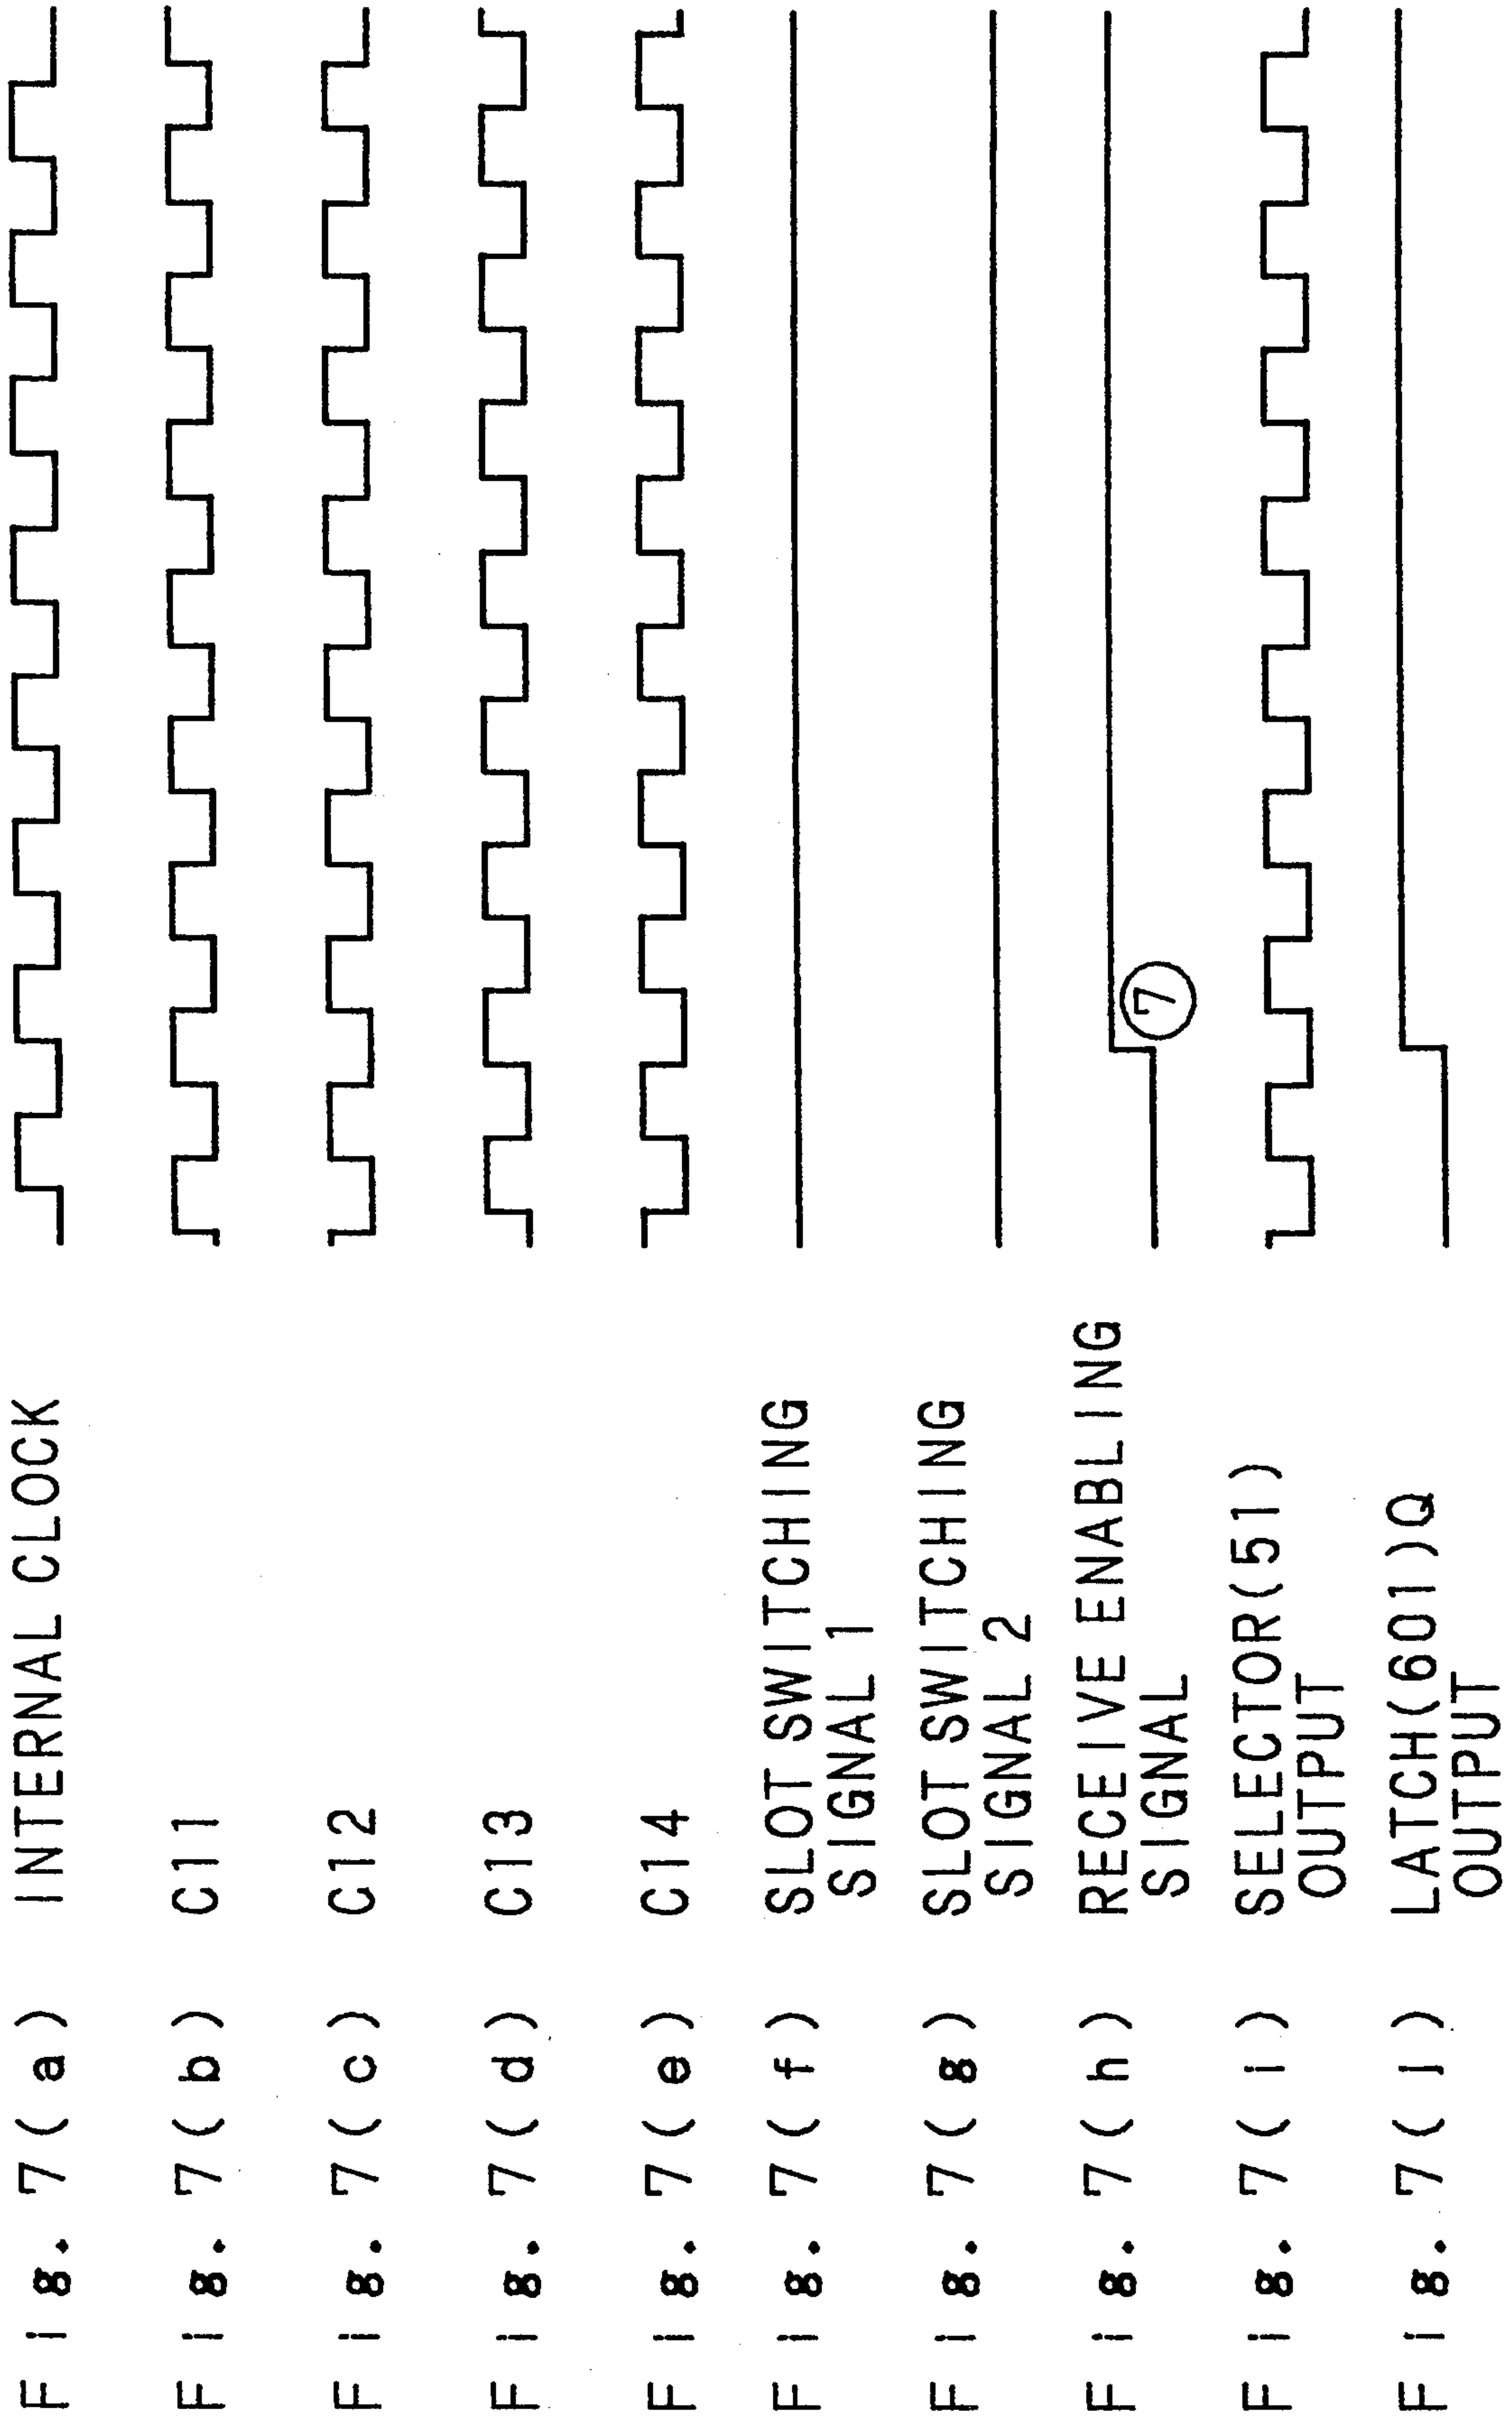 Fig. 7(a) INTERNAL CLOCK
Fig. 7(b) C11
Fig. 7(c) C12
Fig. 7(d) C13
Fig. 7(e) C14
Fig. 7(f) SLOT SWITCHING
SIGNAL 1
Fig. 7(g) SLOT SWITCHING
SIGNAL 2
Fig. 7(h) RECEIVE ENABLING
SIGNAL
7
Fig. 7(i) SELECTOR(51)
OUTPUT
Fig. 7(j) LATCH(601)Q
OUTPUT